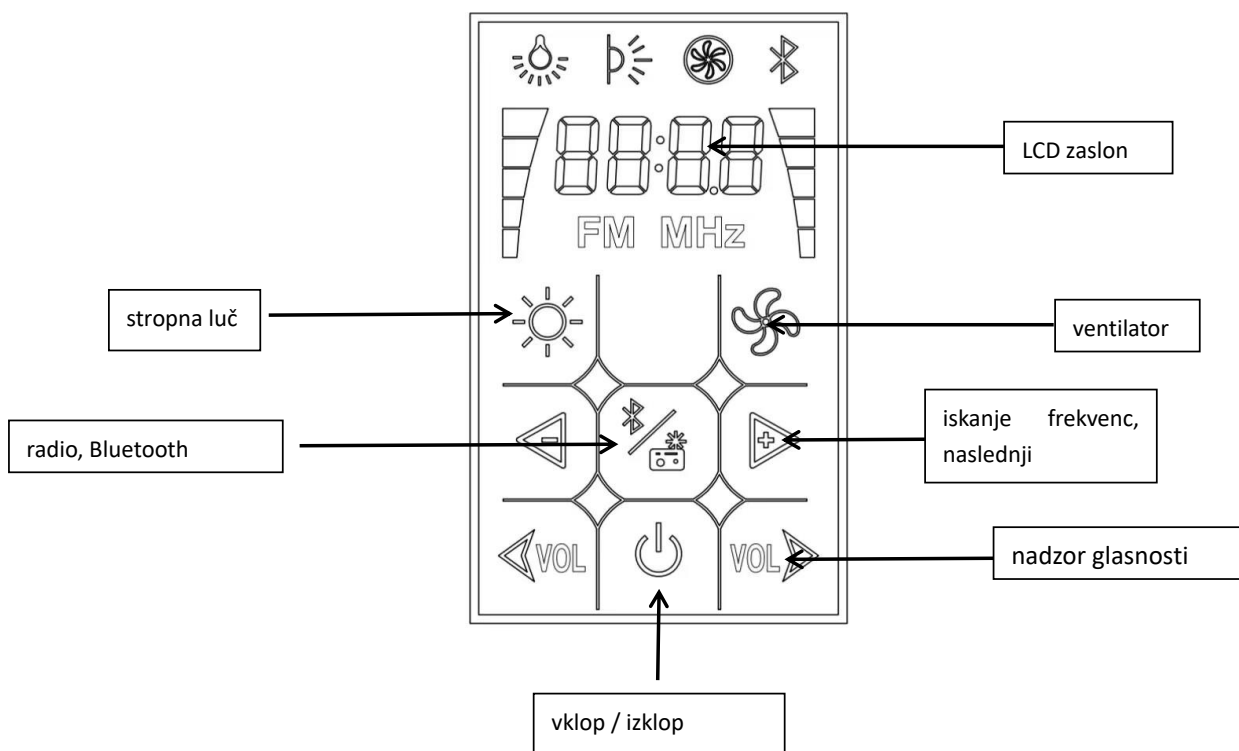 88:8.8
LCD zaslon
FM MHz
stropna luč
ventilator
iskanje frekvenc,
naslednji
radio, Bluetooth
VOL
VOL
nadzor glasnosti
vklop / izklop